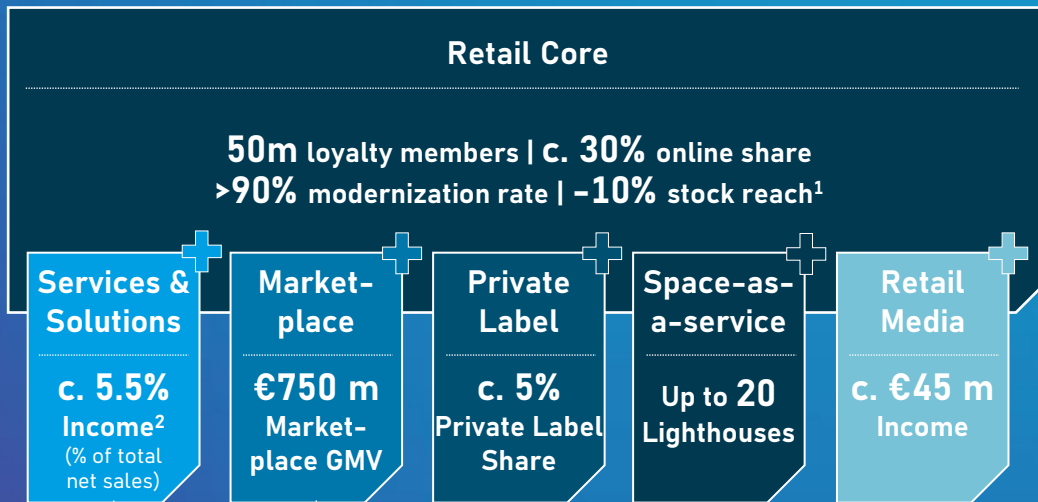 Retail Core
50m loyalty members | c. 30% online share
>90% modernization rate | -10% stock reach¹
Services &
Solutions
c. 5.5%
Income²
(% of total
net sales)
Market-
place
€750 m
Market-
place GMV
Private
Label
c. 5%
Private Label
Share
Space-as-
a-service
Up to 20
Lighthouses
Retail
Media
c. €45 m
Income